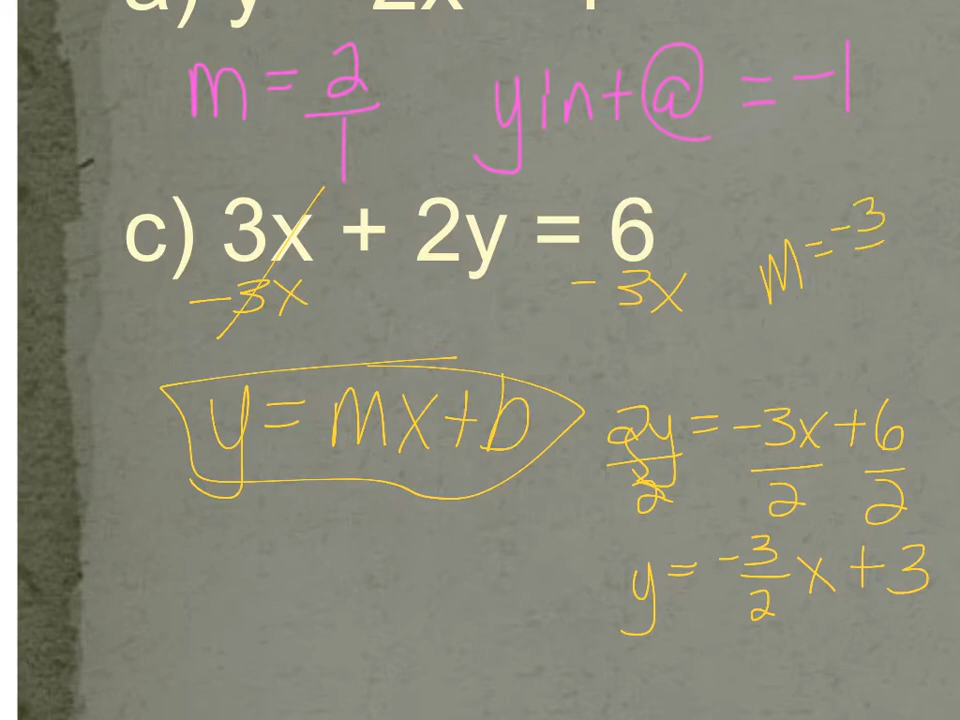 m = 2/1 y int @ = -1
c) 3x + 2y = 6
-3x - 3x m = -3
y = mx+b
2y = -3x + 6
2 2 2
y = -3/2 x + 3